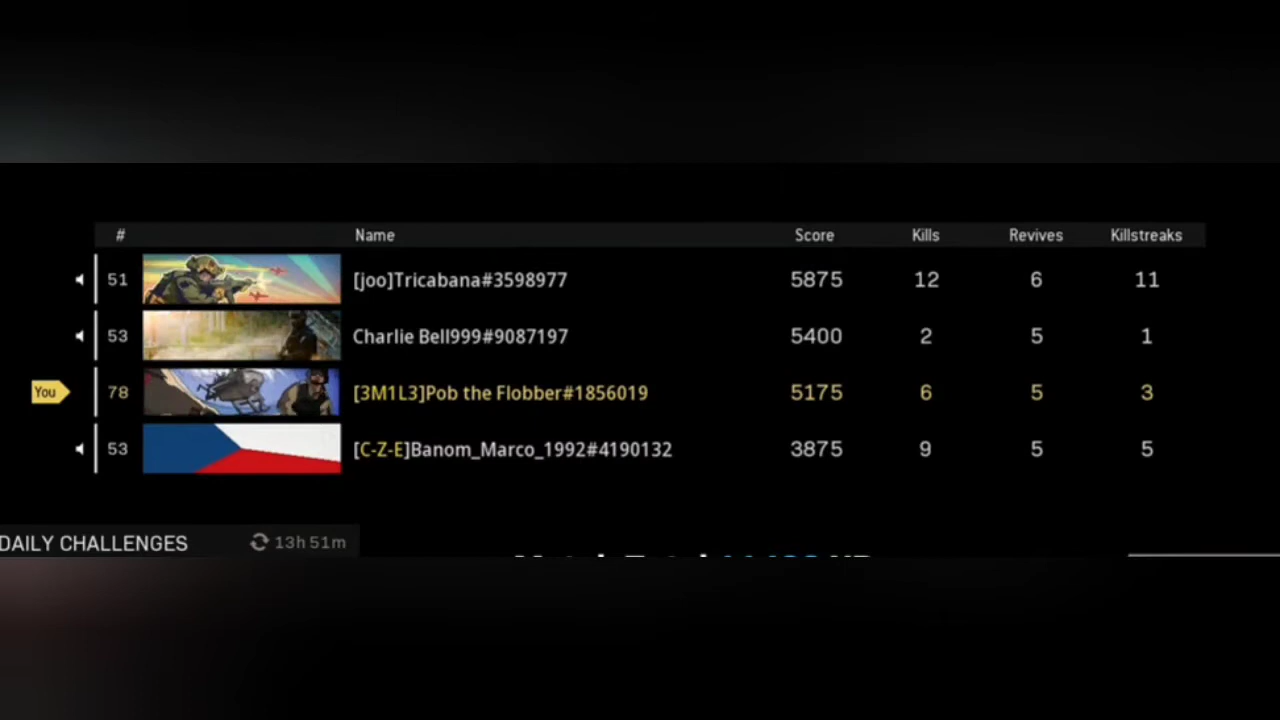 # Name Score Kills Revives Killstreaks
51 [joo]Tricabana#3598977 5875 12 6 11
53 Charlie Bell999#9087197 5400 2 5 1
You 78 [3M1L3]Pob the Flobber#1856019 5175 6 5 3
53 [C-Z-E]Banom_Marco_1992#4190132 3875 9 5 5
DAILY CHALLENGES 13h 51m